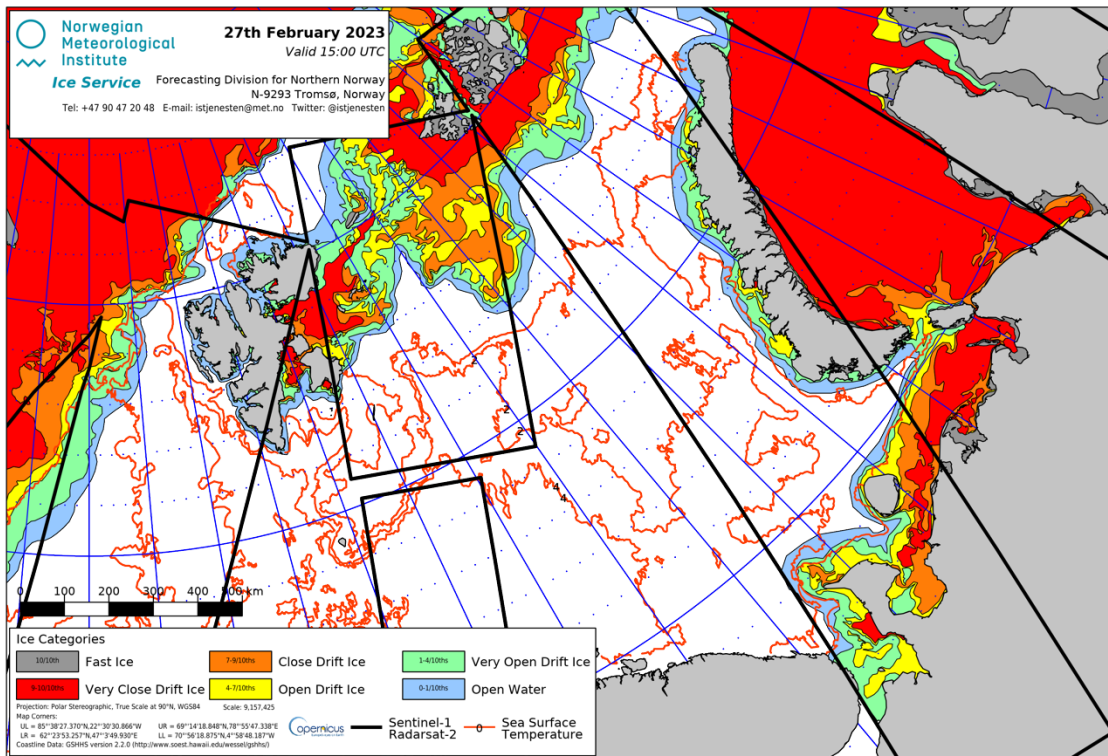 Norwegian
Meteorological
Institute
Ice Service
27th February 2023
Valid 15:00 UTC
Forecasting Division for Northern Norway
N-9293 Tromsø, Norway
Tel: +47 90 47 20 48 E-mail: istjenesten@met.no Twitter: @istjenesten
2
2
2
4
4
0 100 200 300 400 500 km
Ice Categories
10/10th Fast Ice 7-9/10ths Close Drift Ice 1-4/10ths Very Open Drift Ice
9-10/10ths Very Close Drift Ice 4-7/10ths Open Drift Ice 0-1/10ths Open Water
Projection: Polar Stereographic, True Scale at 90°N, WGS84 Scale: 9,157,425
Map Corners:
UL = 85°'38'27.370"N,22°'30'30.866"W UR = 69°'14'18.848"N,78°'55'47.338"E
LR = 62°'23'53.257"N,47°'3'49.930"E LL = 70°'56'18.875"N,4°'58'48.187"W
Coastline Data: GSHHS version 2.2.0 (http://www.soest.hawaii.edu/wessel/gshhs/)
opernicus
Sentinel-1
Radarsat-2
0 Sea Surface
Temperature